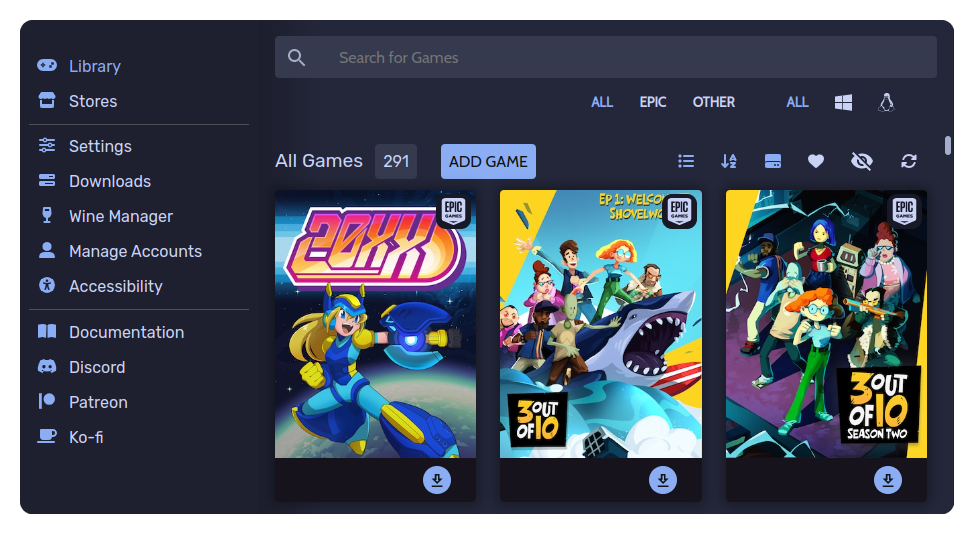 Library
Stores
Settings
Downloads
Wine Manager
Manage Accounts
Accessibility
Documentation
Discord
Patreon
Ko-fi
Search for Games
ALL EPIC OTHER ALL
All Games 291 ADD GAME
20XX
EPIC
GAMES
EP 1: WELCO
SHOVELWO
EPIC
GAMES
3 OUT
OF 10
EPIC
GAMES
3 OUT
OF 10
SEASON TWO